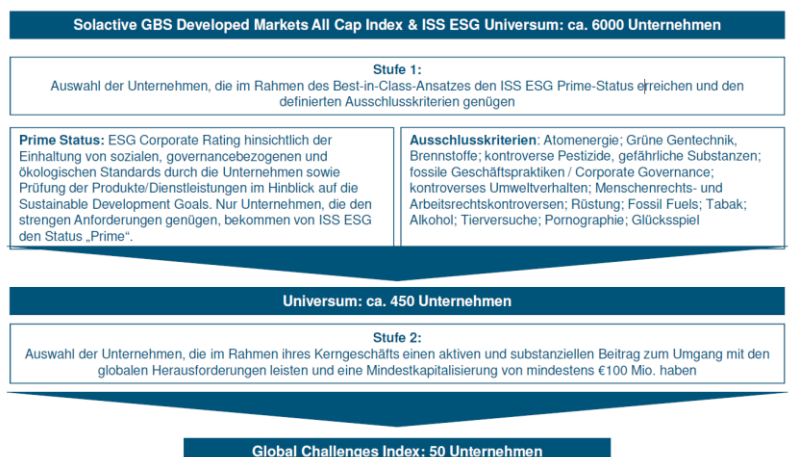 Solactive GBS Developed Markets All Cap Index & ISS ESG Universum: ca. 6000 Unternehmen
Stufe 1:
Auswahl der Unternehmen, die im Rahmen des Best-in-Class-Ansatzes den ISS ESG Prime-Status erreichen und den
definierten Ausschlusskriterien genügen
Prime Status: ESG Corporate Rating hinsichtlich der
Einhaltung von sozialen, governancebezogenen und
ökologischen Standards durch die Unternehmen sowie
Prüfung der Produkte/Dienstleistungen im Hinblick auf die
Sustainable Development Goals. Nur Unternehmen, die den
strengen Anforderungen genügen, bekommen von ISS ESG
den Status „Prime“.
Ausschlusskriterien: Atomenergie; Grüne Gentechnik,
Brennstoffe; kontroverse Pestizide, gefährliche Substanzen;
fossile Geschäftspraktiken / Corporate Governance;
kontroverses Umweltverhalten; Menschenrechts- und
Arbeitsrechtskontroversen; Rüstung; Fossil Fuels; Tabak;
Alkohol; Tierversuche; Pornographie; Glücksspiel
Universum: ca. 450 Unternehmen
Stufe 2:
Auswahl der Unternehmen, die im Rahmen ihres Kerngeschäfts einen aktiven und substanziellen Beitrag zum Umgang mit den
globalen Herausforderungen leisten und eine Mindestkapitalisierung von mindestens €100 Mio. haben
Global Challenges Index: 50 Unternehmen